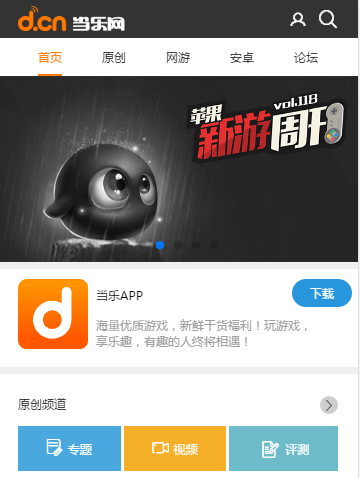 d.cn 当乐网
首页 原创 网游 安卓 论坛
苹果 vol.118
新游周刊
当乐APP
下载
海量优质游戏，新鲜干货福利！玩游戏，
享乐趣，有趣的人终将相遇！
原创频道
专题 视频 评测